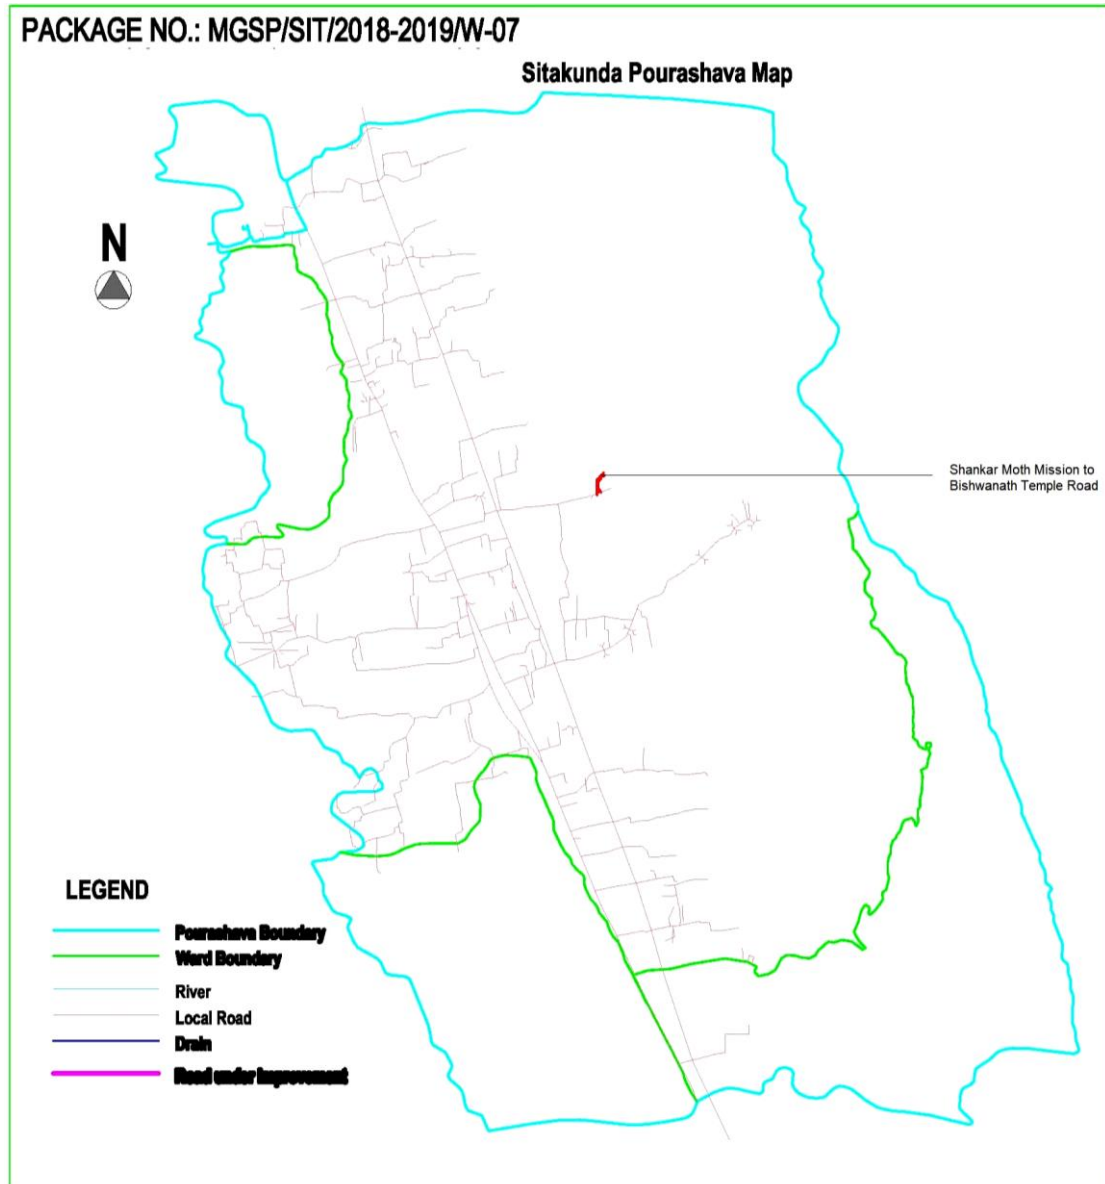 PACKAGE NO.: MGSP/SIT/2018-2019/W-07
Sitakunda Pourashava Map
N
Shankar Moth Mission to
Bishwanath Temple Road
LEGEND
Pourashava Boundary
Ward Boundary
River
Local Road
Drain
Road under Improvement